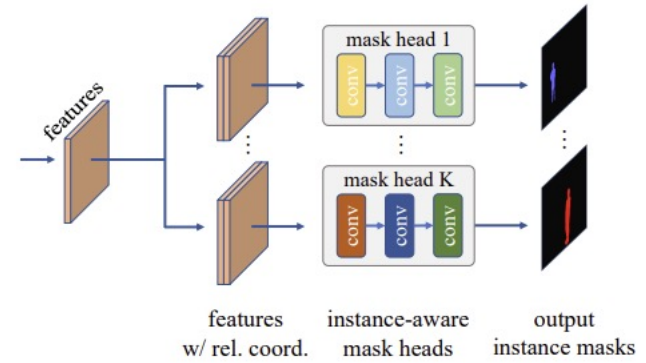 features
mask head 1
conv
conv
conv
mask head K
conv
conv
conv
features
w/ rel. coord.
instance-aware
mask heads
output
instance masks